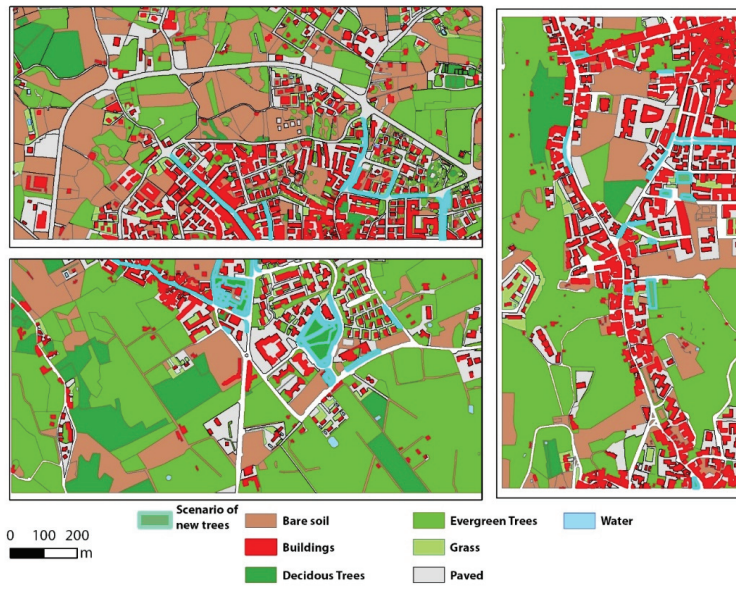 Scenario of
new trees
Bare soil
Evergreen Trees
Water
Buildings
Grass
Decidous Trees
Paved
0 100 200
m